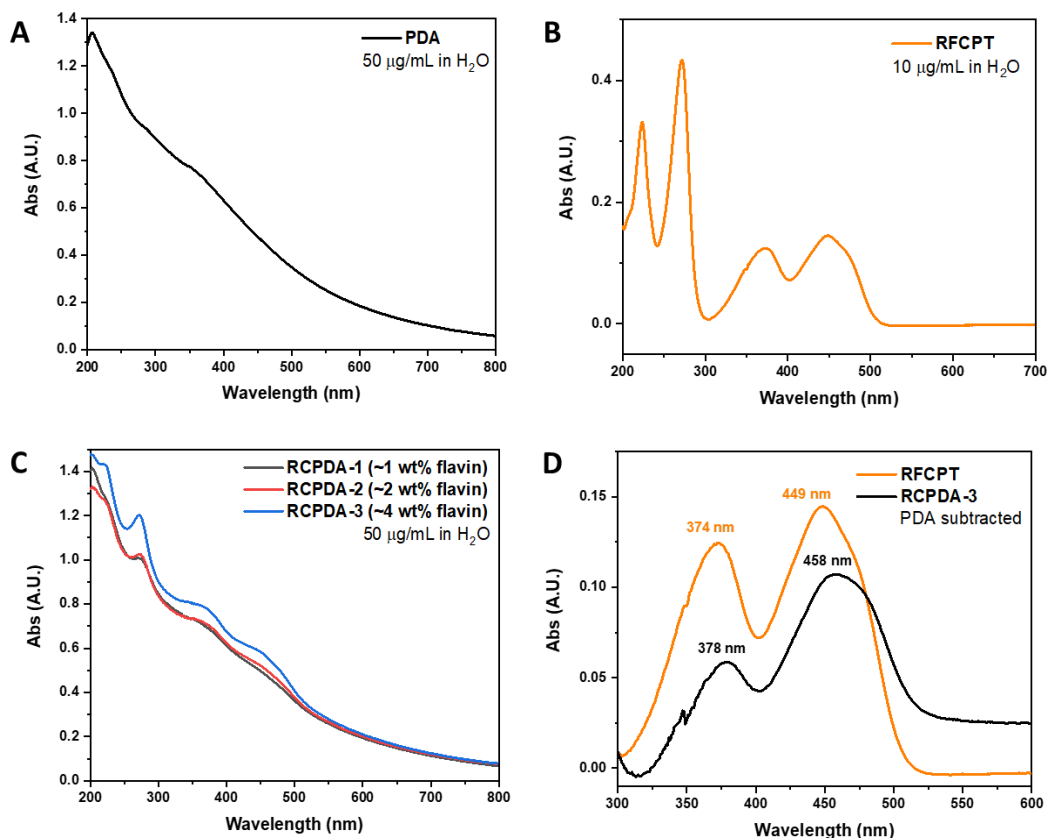 A
PDA
50 μg/mL in H₂O
1.4
1.2
1.0
0.8
0.6
0.4
0.2
0.0
Abs (A.U.)
200 300 400 500 600 700 800
Wavelength (nm)
B
RFCPT
10 μg/mL in H₂O
0.4
0.2
0.0
Abs (A.U.)
200 300 400 500 600 700
Wavelength (nm)
C
RCPDA-1 (~1 wt% flavin)
RCPDA-2 (~2 wt% flavin)
RCPDA-3 (~4 wt% flavin)
50 μg/mL in H₂O
1.4
1.2
1.0
0.8
0.6
0.4
0.2
0.0
Abs (A.U.)
200 250 300 350 400 450 500 550 600 650 700 750 800
Wavelength (nm)
D
RFCPT
RCPDA-3
PDA subtracted
449 nm
374 nm
458 nm
378 nm
0.15
0.10
0.05
0.00
Abs (A.U.)
300 350 400 450 500 550 600
Wavelength (nm)